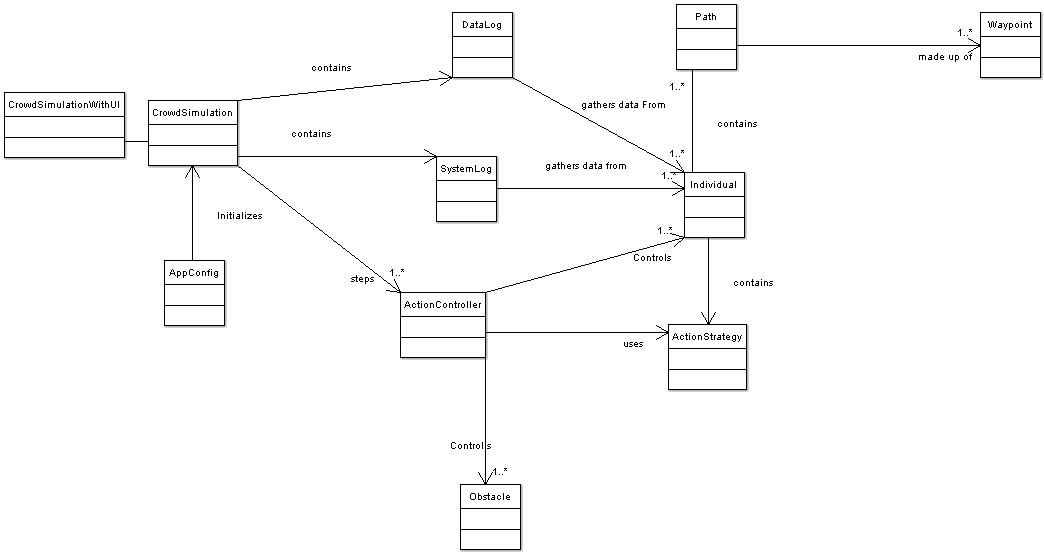 Path
DataLog
1..*
Waypoint
made up of
contains
1..*
CrowdSimulationWithUI
CrowdSimulation
gathers data From
contains
contains
1..*
SystemLog
gathers data from
1..*
Individual
Initializes
1..*
Controls
AppConfig
steps
1..*
contains
ActionController
uses
ActionStrategy
Controlls
1..*
Obstacle